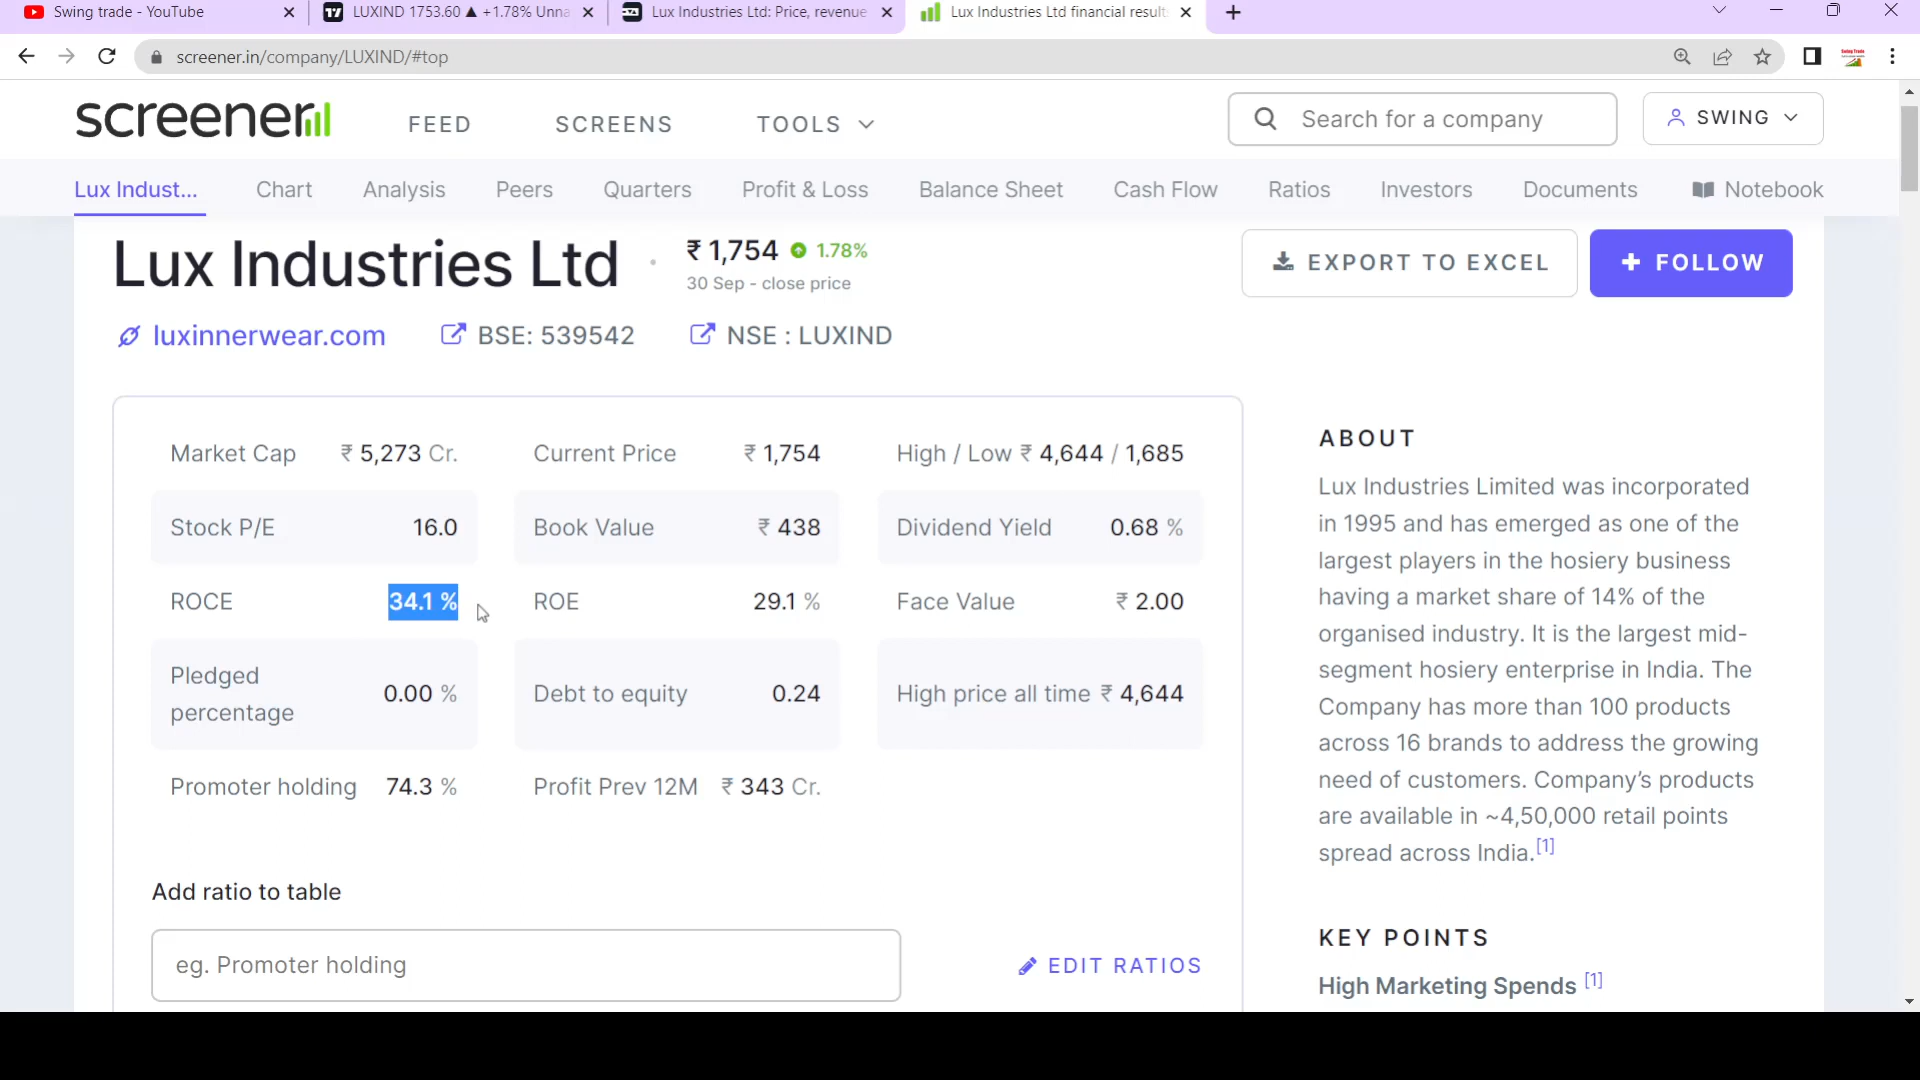 Swing trade - YouTube
LUXIND 1753.60 ▲ +1.78% Unna
Lux Industries Ltd: Price, revenue
Lux Industries Ltd financial result
screener.in/company/LUXIND/#top
screener
FEED
SCREENS
TOOLS
Search for a company
SWING
Lux Indust...
Chart
Analysis
Peers
Quarters
Profit & Loss
Balance Sheet
Cash Flow
Ratios
Investors
Documents
Notebook
Lux Industries Ltd
₹ 1,754 1.78%
30 Sep - close price
EXPORT TO EXCEL
+ FOLLOW
luxinnerwear.com
BSE: 539542
NSE : LUXIND
Market Cap ₹ 5,273 Cr.
Current Price ₹ 1,754
High / Low ₹ 4,644 / 1,685
Stock P/E 16.0
Book Value ₹ 438
Dividend Yield 0.68 %
ROCE 34.1 %
ROE 29.1 %
Face Value ₹ 2.00
Pledged
percentage 0.00 %
Debt to equity 0.24
High price all time ₹ 4,644
Promoter holding 74.3 %
Profit Prev 12M ₹ 343 Cr.
Add ratio to table
eg. Promoter holding
EDIT RATIOS
ABOUT
Lux Industries Limited was incorporated
in 1995 and has emerged as one of the
largest players in the hosiery business
having a market share of 14% of the
organised industry. It is the largest mid-
segment hosiery enterprise in India. The
Company has more than 100 products
across 16 brands to address the growing
need of customers. Company's products
are available in ~4,50,000 retail points
spread across India.[1]
KEY POINTS
High Marketing Spends [1]